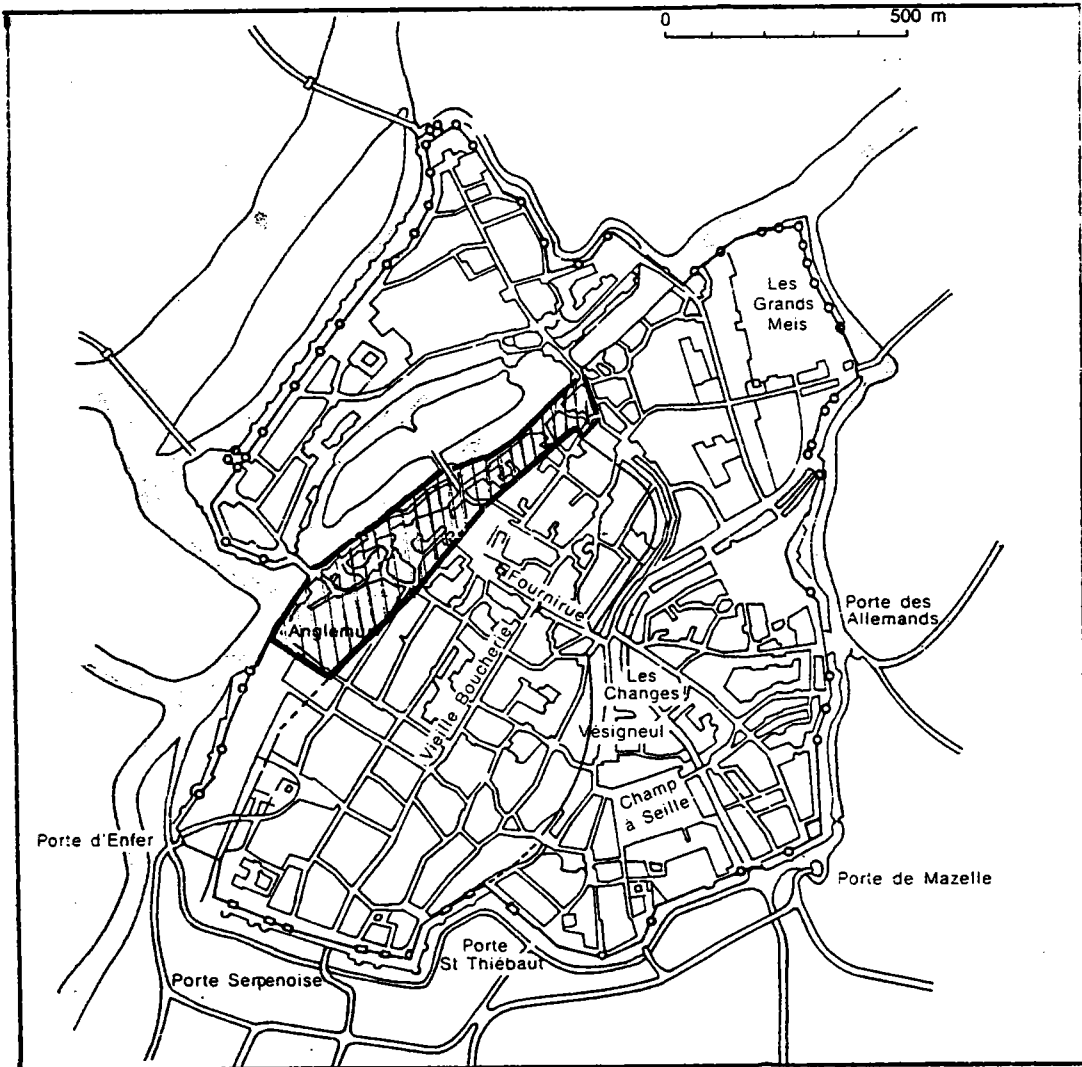 0 500 m
Les
Grands
Meis
Fournirue
Porte des
Allemands
"Anglemur"
Les
Changes
Vieille Boucherie
Vésigneul
Champ
à Seille
Porte d'Enfer
Porte de Mazelle
Porte
St Thiébaut
Porte Serpenoise